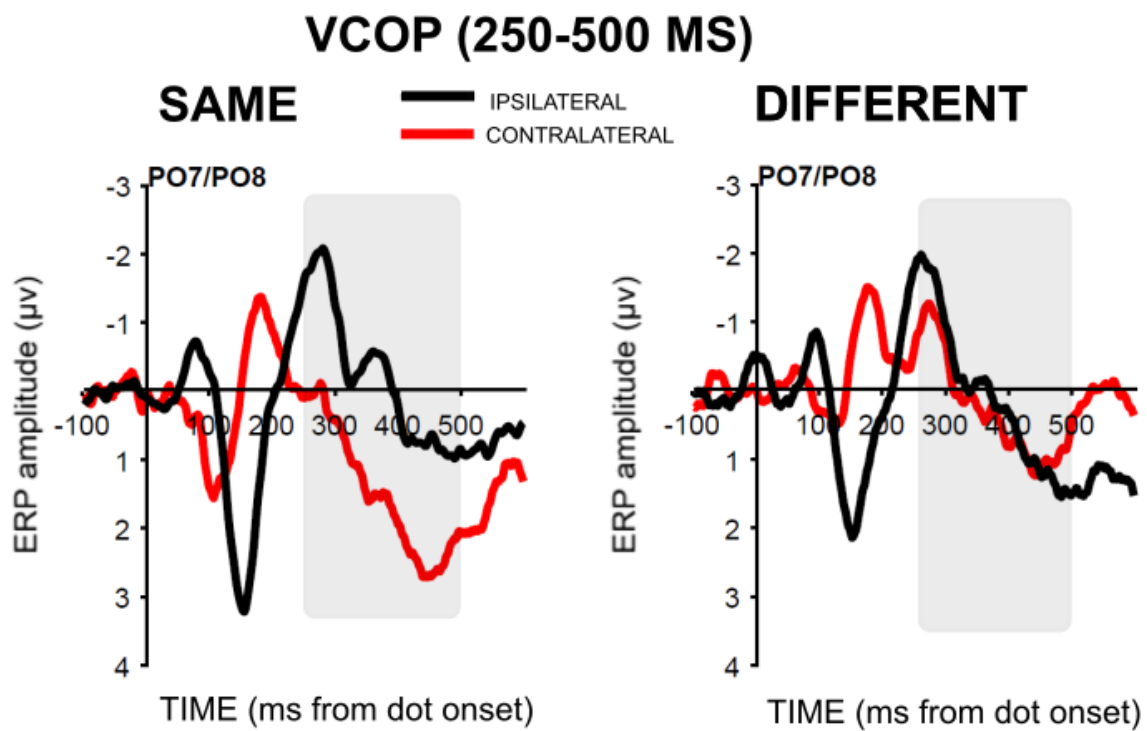 VCOP (250-500 MS)
SAME
IPSILATERAL
CONTRALATERAL
DIFFERENT
PO7/PO8
-3
-2
-1
1
2
3
4
-100
100
200
300
400
500
ERP amplitude (μv)
TIME (ms from dot onset)
PO7/PO8
-3
-2
-1
1
2
3
4
-100
100
200
300
400
500
ERP amplitude (μv)
TIME (ms from dot onset)